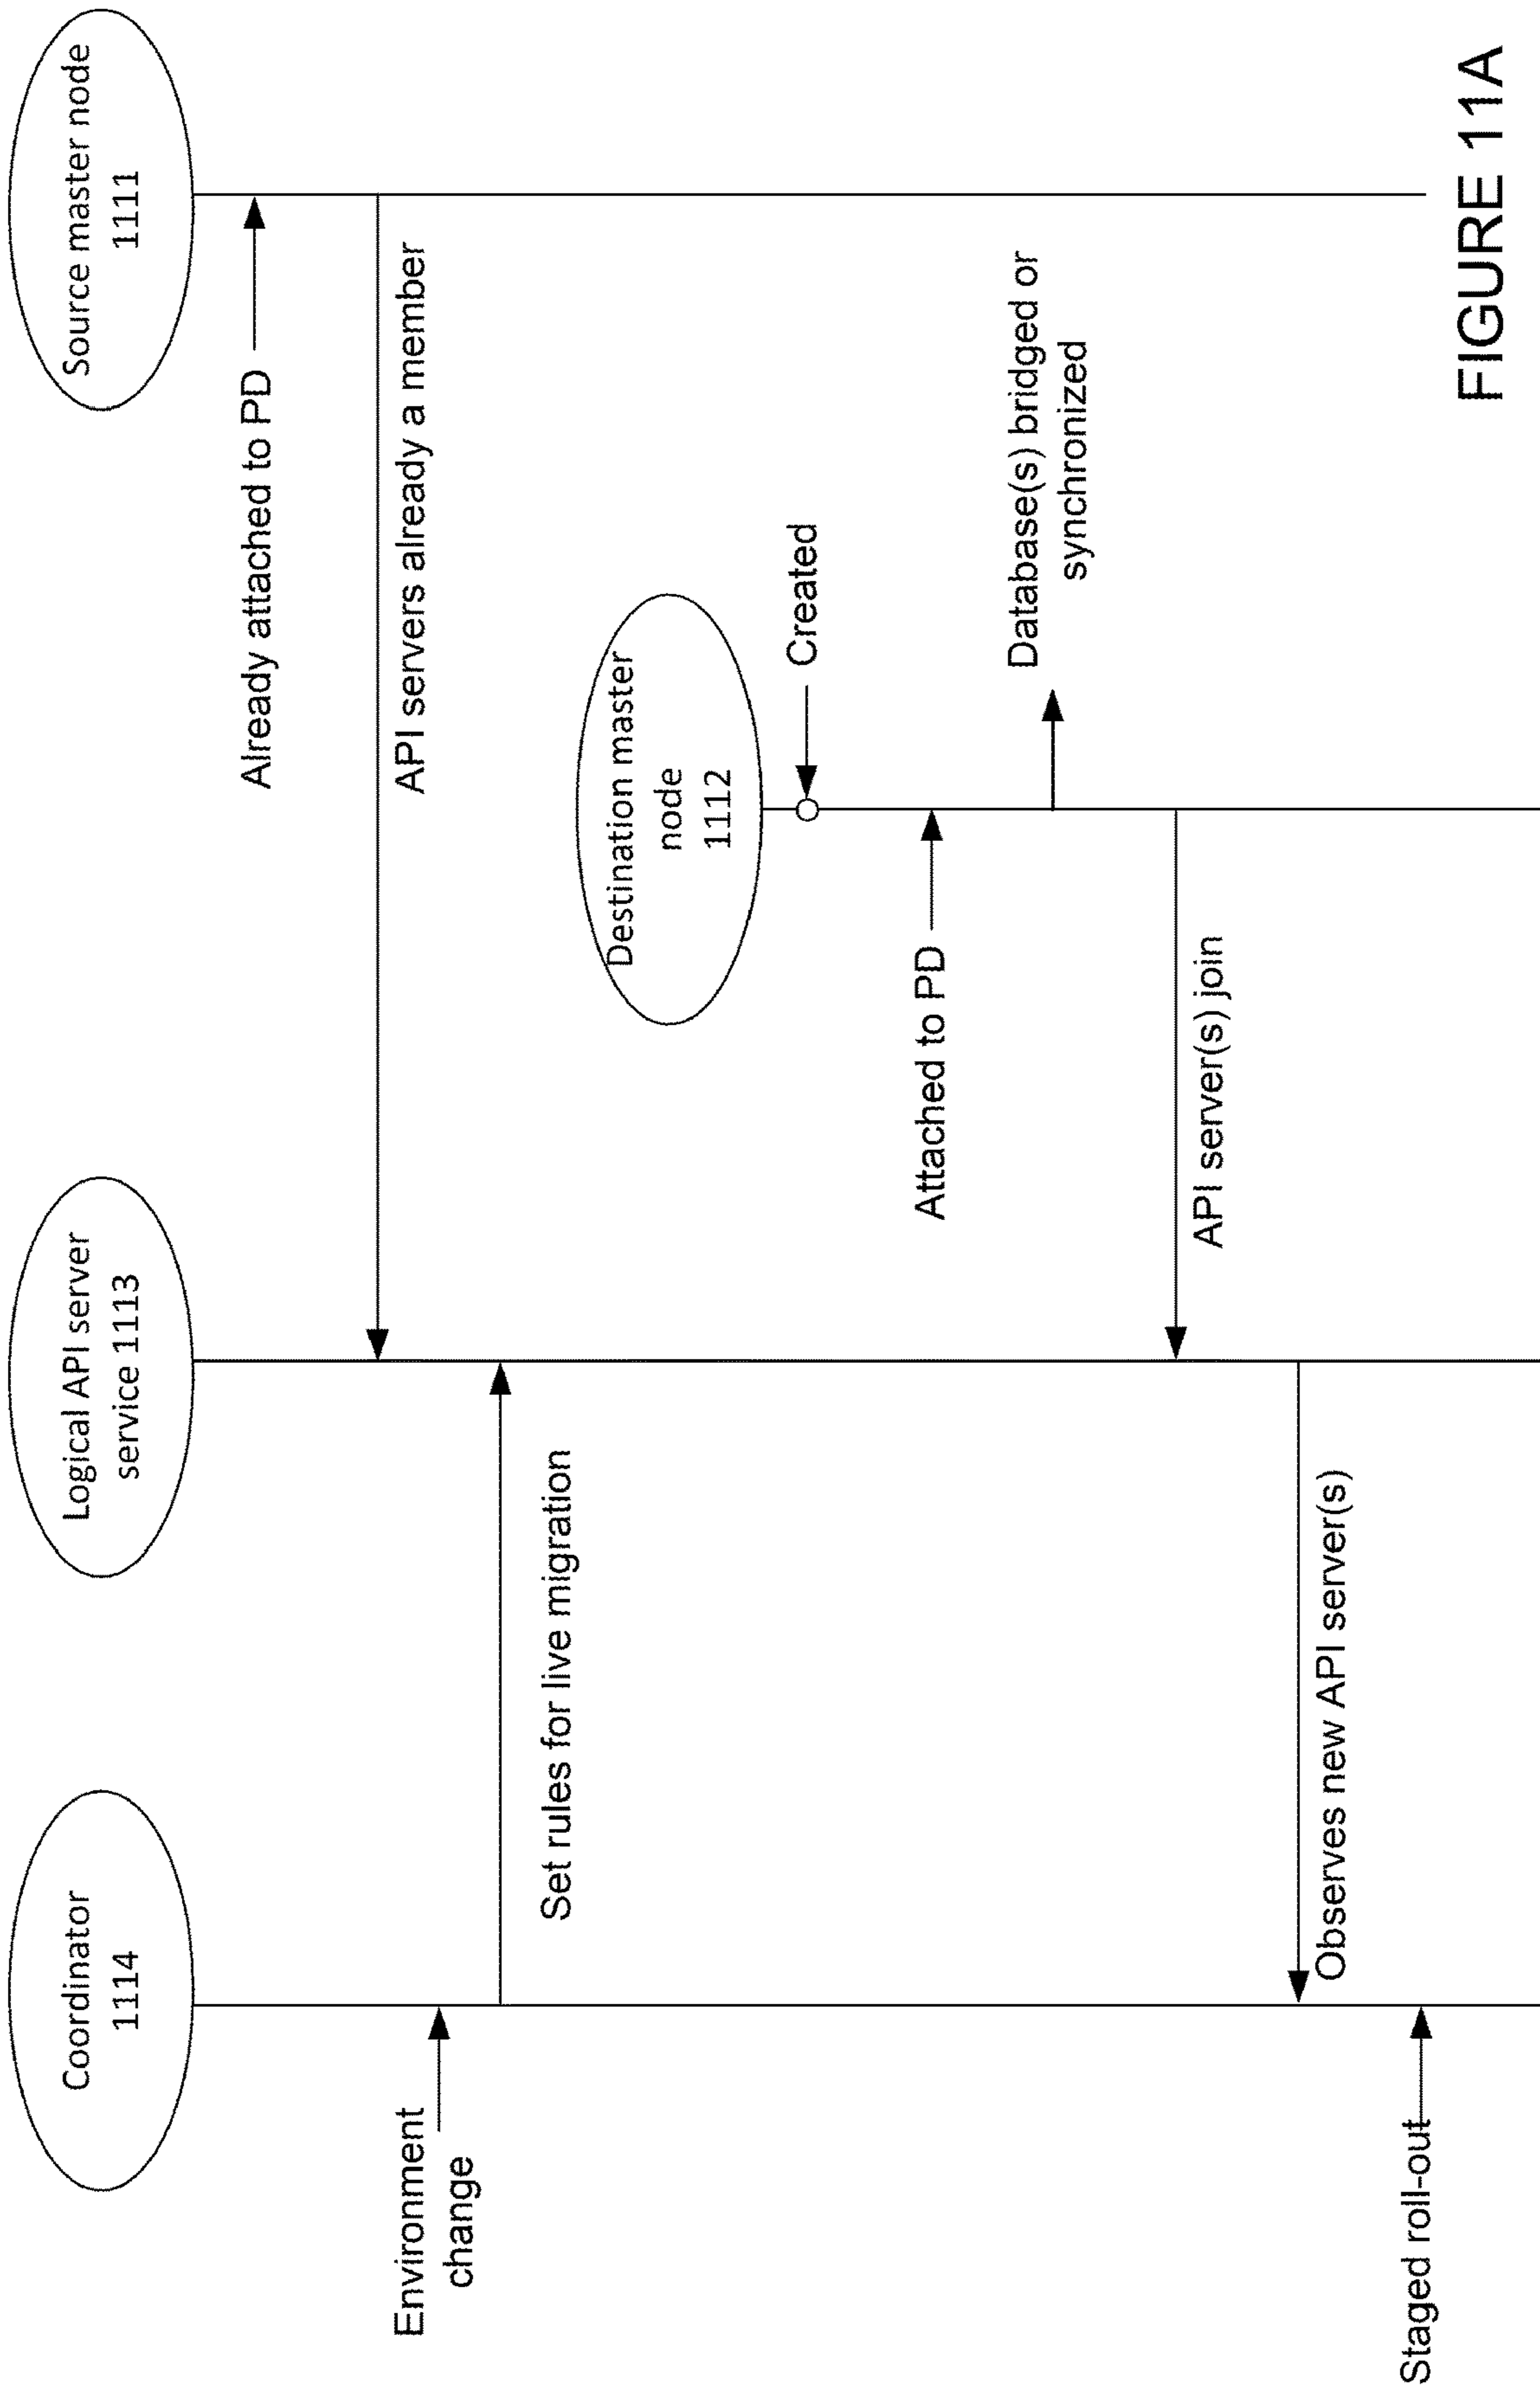 Coordinator
1114
Logical API server
service 1113
Source master node
1111
Already attached to PD
API servers already a member
Environment
change
Set rules for live migration
Destination master
node
1112
Created
Attached to PD
Database(s) bridged or
synchronized
API server(s) join
Observes new API server(s)
Staged roll-out
FIGURE 11A